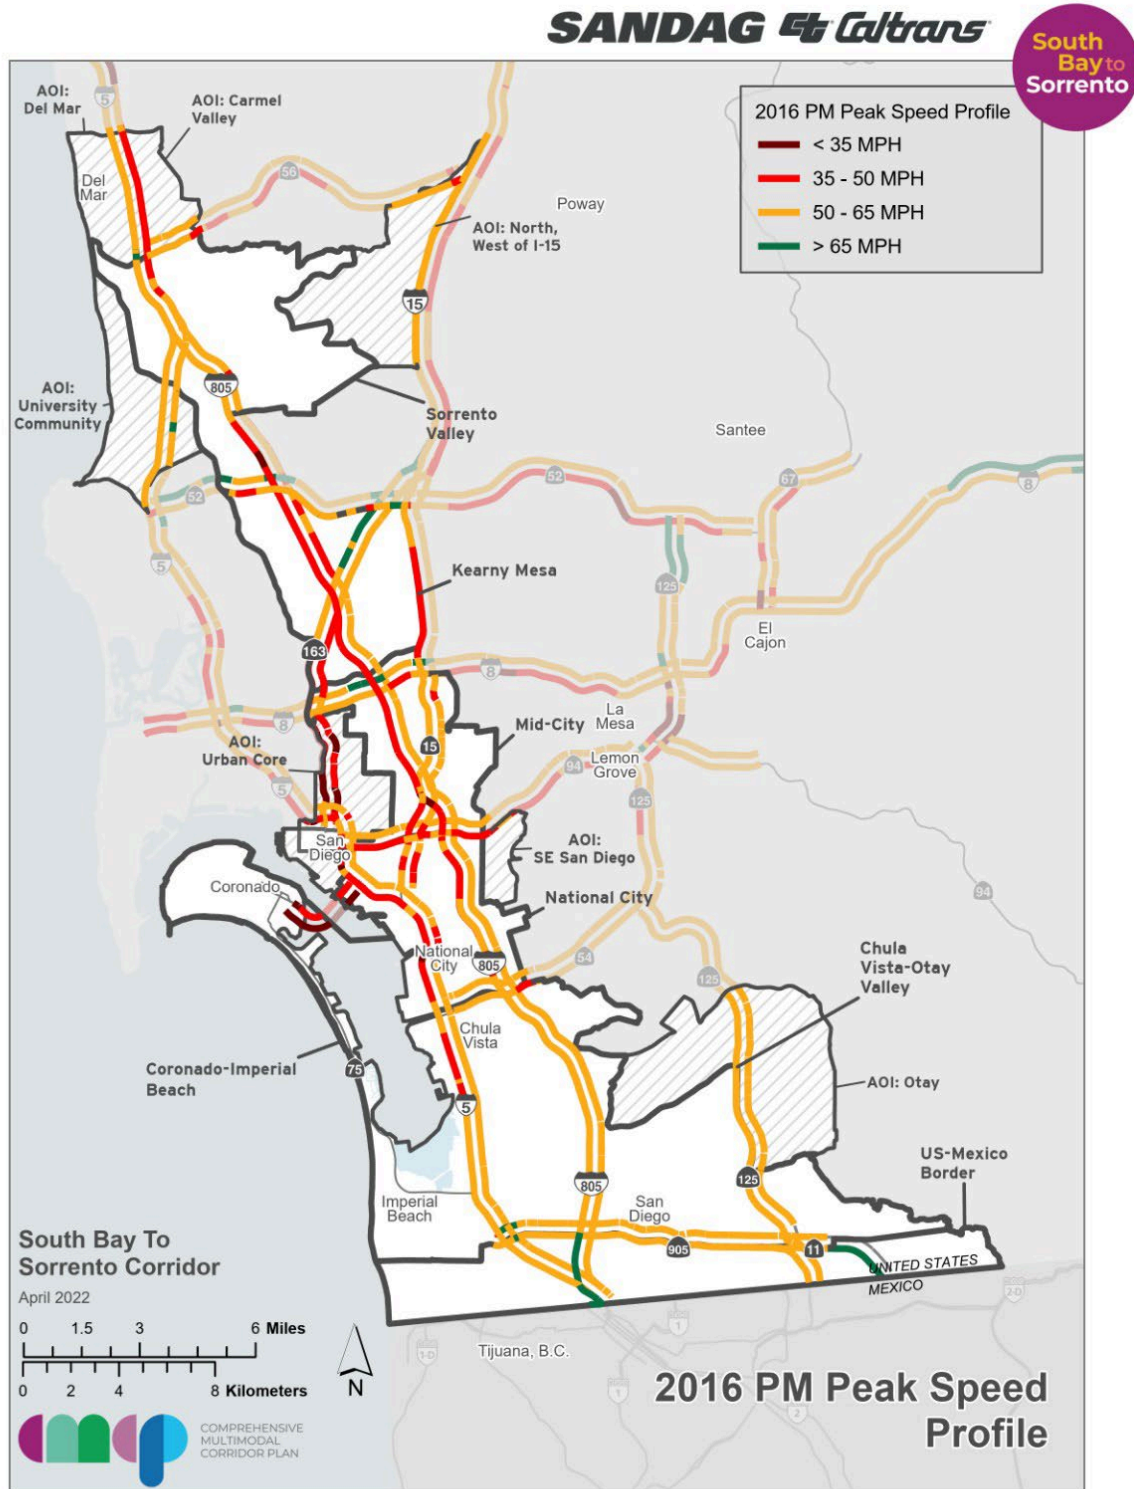 SANDAG
Caltrans
South
Bay to
Sorrento
2016 PM Peak Speed Profile
< 35 MPH
35 - 50 MPH
50 - 65 MPH
> 65 MPH
AOI:
Del Mar
AOI: Carmel
Valley
5
56
Del
Mar
Poway
AOI: North,
West of I-15
15
AOI:
University
Community
805
Sorrento
Valley
Santee
52
52
67
8
5
Kearny Mesa
125
El
Cajon
163
8
La
Mesa
8
Mid-City
15
AOI:
Urban Core
94
Lemon
Grove
5
125
San
Diego
AOI:
SE San Diego
Coronado
National City
94
National
City
805
54
125
Chula
Vista-Otay
Valley
Chula
Vista
Coronado-Imperial
Beach
75
AOI: Otay
5
US-Mexico
Border
125
805
Imperial
Beach
San
Diego
905
11
UNITED STATES
MEXICO
South Bay To
Sorrento Corridor
April 2022
0 1.5 3 6 Miles
0 2 4 8 Kilometers
N
1-D
1
2-D
Tijuana, B.C.
1
2
2016 PM Peak Speed
Profile
cmcp
COMPREHENSIVE
MULTIMODAL
CORRIDOR PLAN